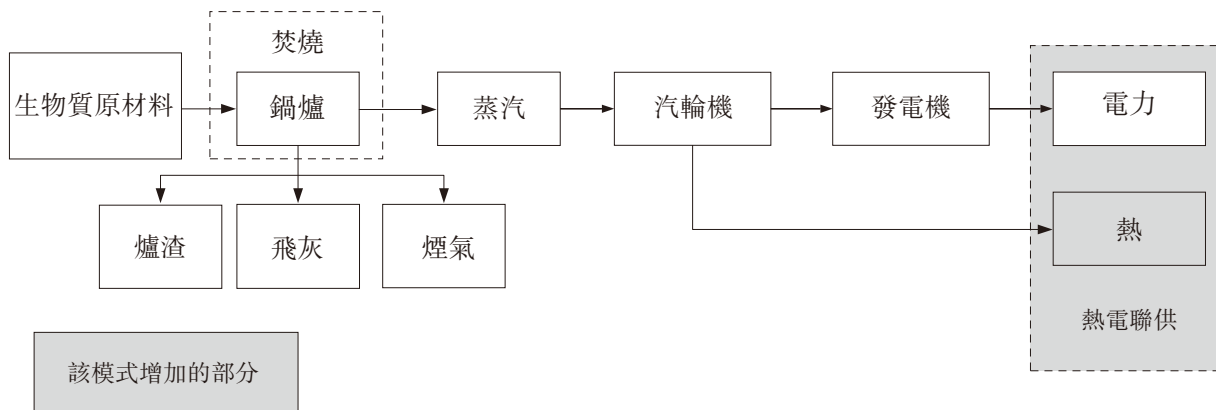 焚燒
生物質原材料
鍋爐
蒸汽
汽輪機
發電機
電力
爐渣
飛灰
煙氣
熱
熱電聯供
該模式增加的部分